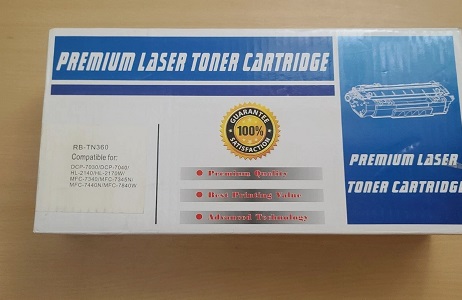 PREMIUM LASER TONER CARTRIDGE
GUARANTEE
100%
SATISFACTION
RB-TN360
Compatible for:
DCP-7030/DCP-7040/
HL-2140/HL-2170W/
MFC-7340/MFC-7345N/
MFC-7440N/MFC-7840W
Premium Quality
Best Printing Value
Advanced Technology
PREMIUM LASER
TONER CARTRIDGE